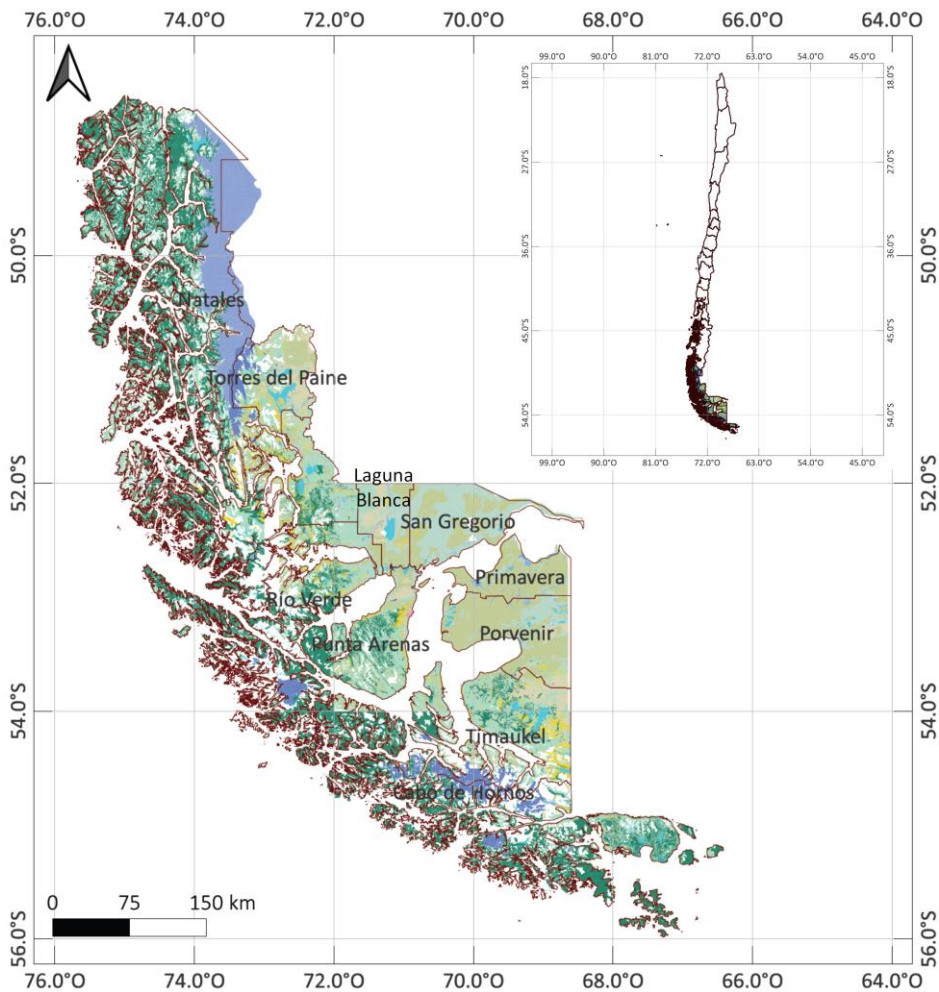 76.0°O 74.0°O 72.0°O 70.0°O 68.0°O 66.0°O 64.0°O
99.0°O 90.0°O 81.0°O 72.0°O 63.0°O 54.0°O 45.0°O
18.0°S 18.0°S
27.0°S 27.0°S
36.0°S 36.0°S
45.0°S 45.0°S
54.0°S 54.0°S
99.0°O 90.0°O 81.0°O 72.0°O 63.0°O 54.0°O 45.0°O
50.0°S 50.0°S
Natales
Torres del Paine
52.0°S 52.0°S
Laguna
Blanca
San Gregorio
Primavera
Río Verde
Porvenir
Punta Arenas
54.0°S 54.0°S
Timaukel
Cabo de Hornos
0 75 150 km
56.0°S 56.0°S
76.0°O 74.0°O 72.0°O 70.0°O 68.0°O 66.0°O 64.0°O